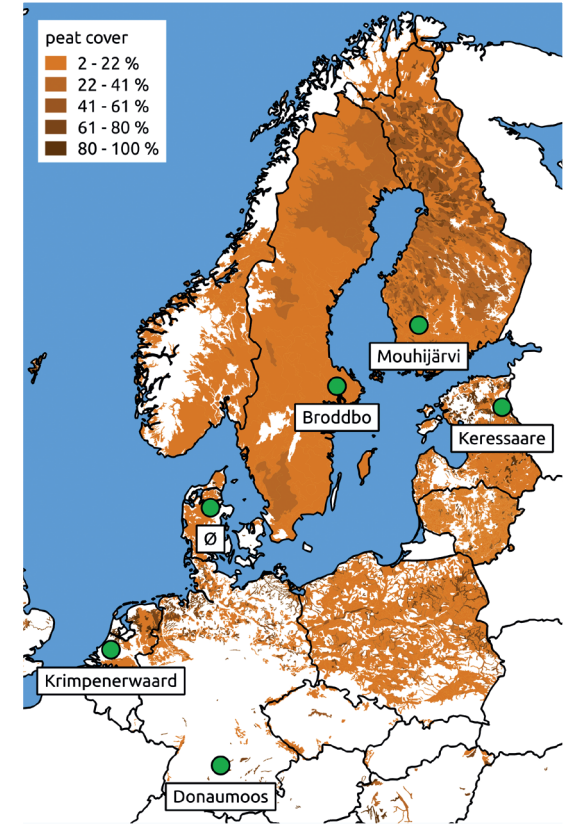 peat cover
2 - 22 %
22 - 41 %
41 - 61 %
61 - 80 %
80 - 100 %
Mouhijärvi
Broddbo
Keressaare
Ø
Krimpenerwaard
Donaumoos